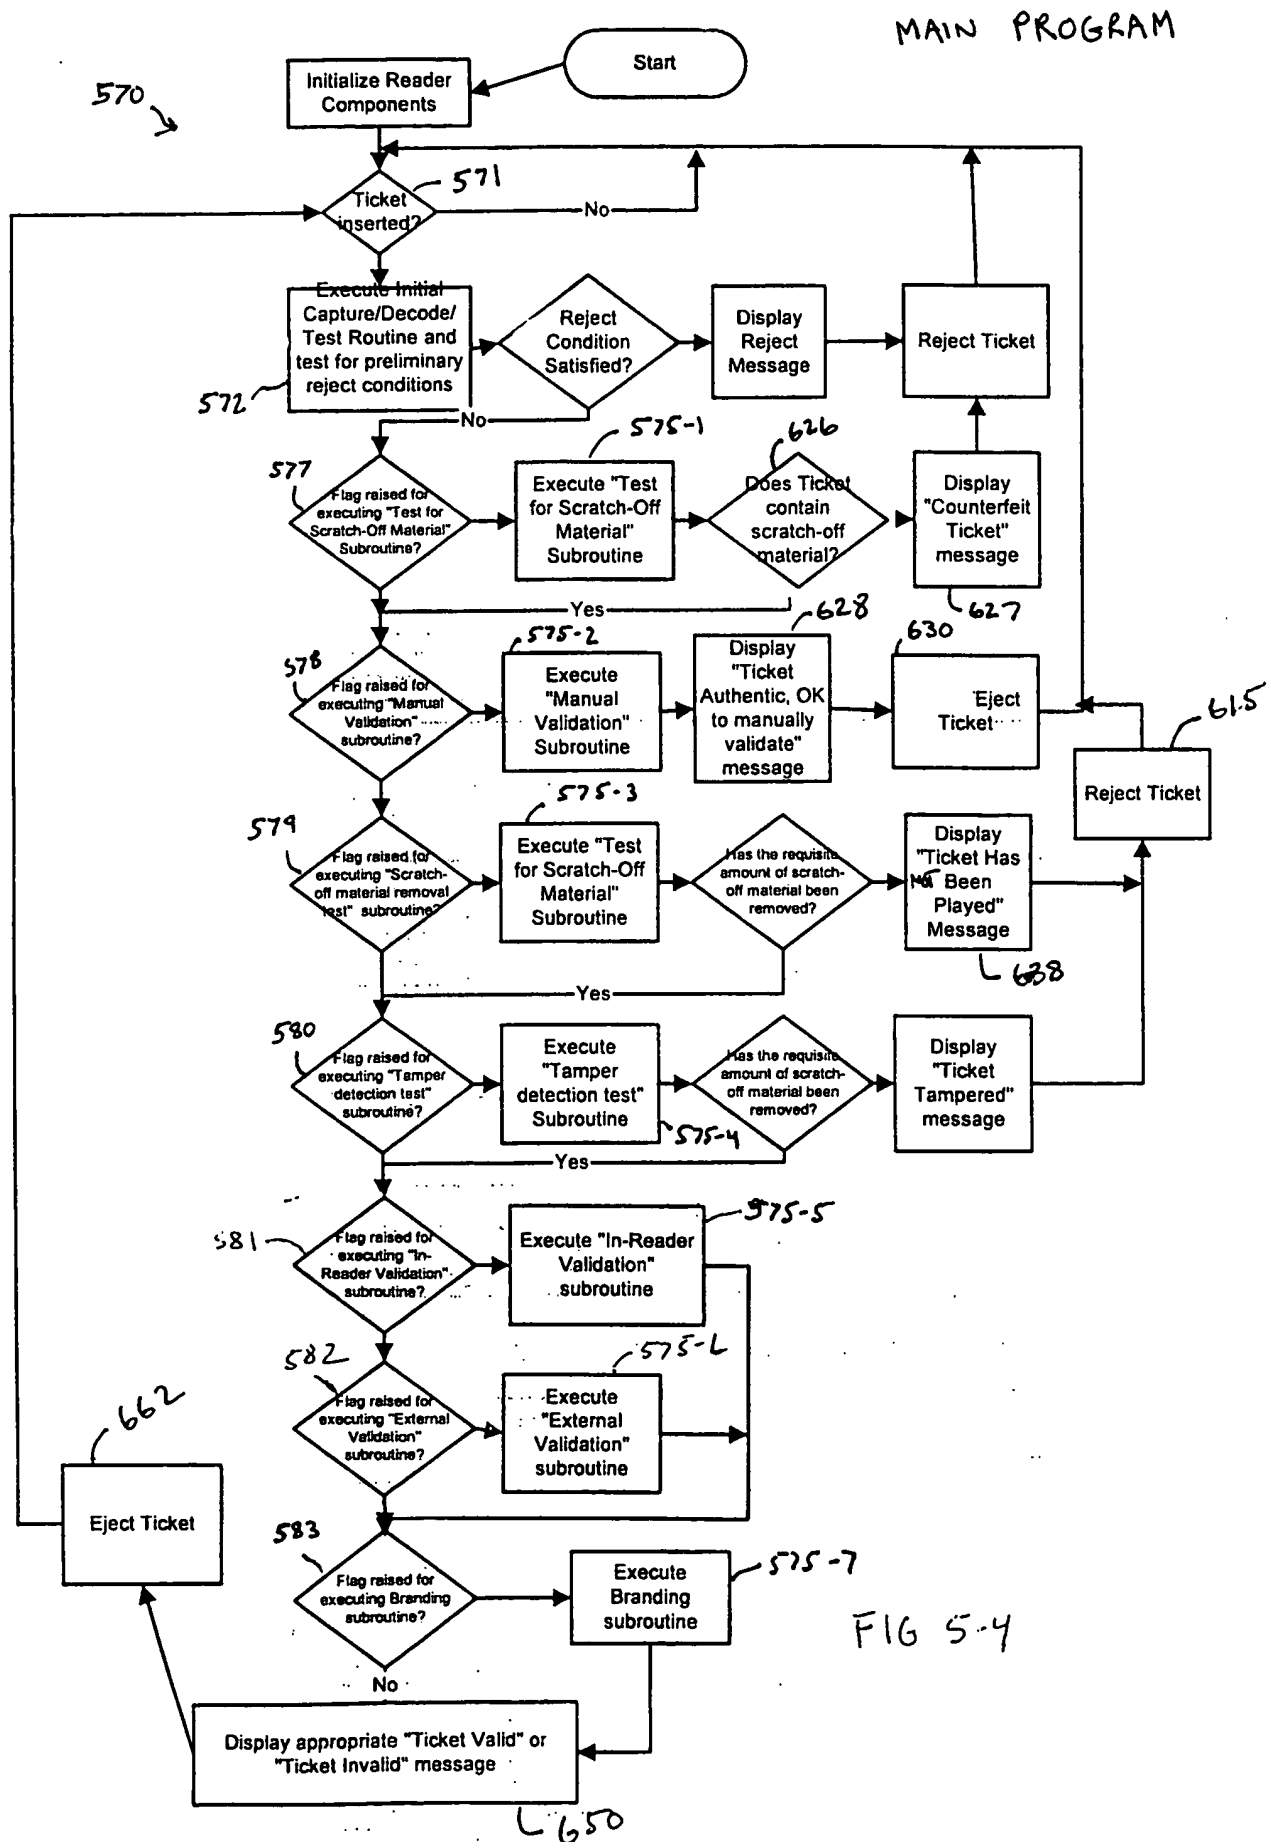 MAIN PROGRAM
Start
Initialize Reader
Components
570
571
Ticket
inserted?
No
Execute Initial
Capture/Decode/
Test Routine and
test for preliminary
reject conditions
572
Reject
Condition
Satisfied?
Display
Reject
Message
Reject Ticket
No
577
Flag raised for
executing "Test for
Scratch-Off Material"
Subroutine?
575-1
Execute "Test
for Scratch-Off
Material"
Subroutine
626
Does Ticket
contain
scratch-off
material?
Display
"Counterfeit
Ticket"
message
627
Yes
578
Flag raised for
executing "Manual
Validation"
subroutine?
575-2
Execute
"Manual
Validation"
Subroutine
628
Display
"Ticket
Authentic, OK
to manually
validate"
message
630
Eject
Ticket
615
Reject Ticket
579
Flag raised for
executing "Scratch-
off material removal
test" subroutine?
575-3
Execute "Test
for Scratch-Off
Material"
Subroutine
Has the requisite
amount of scratch-
off material been
removed?
Display
"Ticket Has
Not Been
Played"
Message
638
Yes
580
Flag raised for
executing "Tamper
detection test"
subroutine?
Execute
"Tamper
detection test"
Subroutine
575-4
Has the requisite
amount of scratch-
off material been
removed?
Display
"Ticket
Tampered"
message
Yes
581
Flag raised for
executing "In-
Reader Validation"
subroutine?
575-5
Execute "In-Reader
Validation"
subroutine
582
Flag raised for
executing "External
Validation"
subroutine?
575-6
Execute
"External
Validation"
subroutine
662
Eject Ticket
583
Flag raised for
executing Branding
subroutine?
575-7
Execute
Branding
subroutine
FIG 5-4
No
Display appropriate "Ticket Valid" or
"Ticket Invalid" message
650